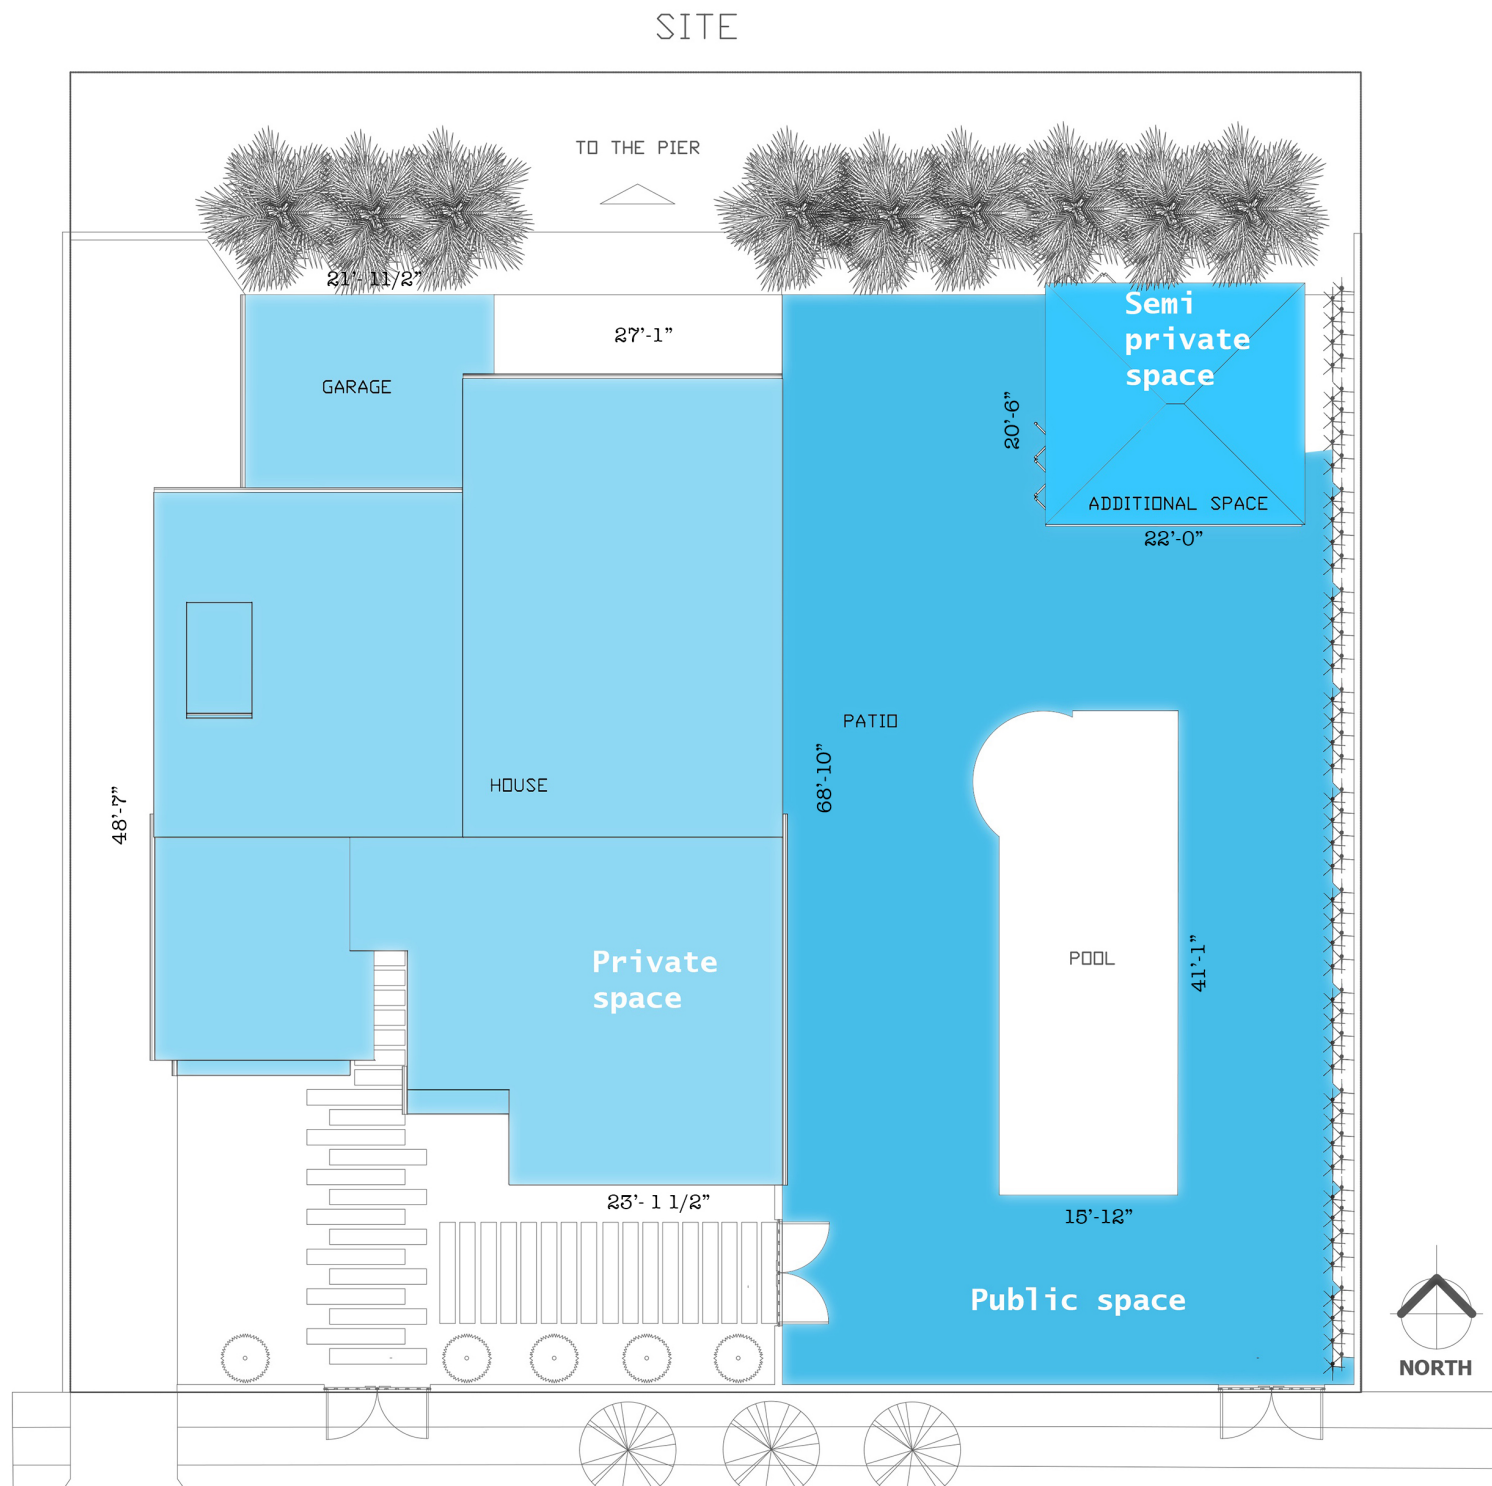 SITE
TO THE PIER
21'- 11/2"
27'-1"
GARAGE
Semi
private
space
20'-6"
ADDITIONAL SPACE
22'-0"
PATIO
68'-10"
HOUSE
48'-7"
POOL
41'-1"
Private
space
23'- 1 1/2"
15'-12"
Public space
NORTH